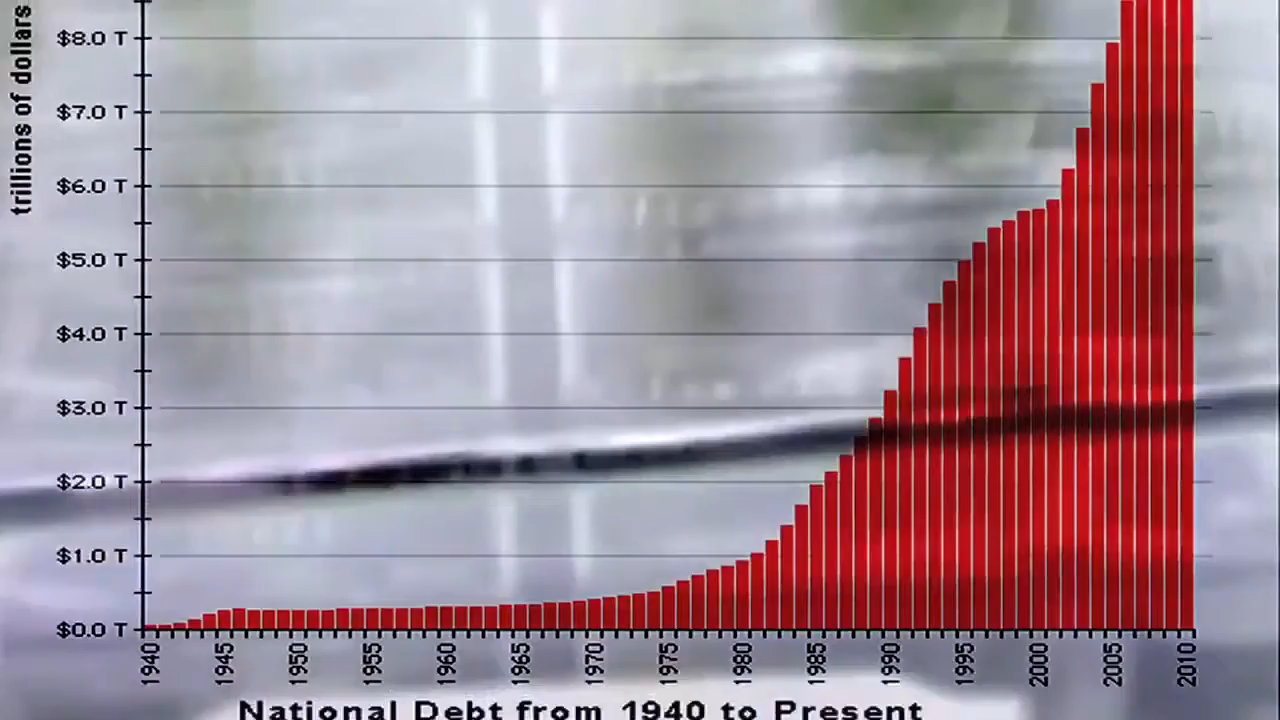 trillions of dollars
$8.0 T
$7.0 T
$6.0 T
$5.0 T
$4.0 T
$3.0 T
$2.0 T
$1.0 T
$0.0 T
1940 1945 1950 1955 1960 1965 1970 1975 1980 1985 1990 1995 2000 2005 2010
National Debt from 1940 to Present